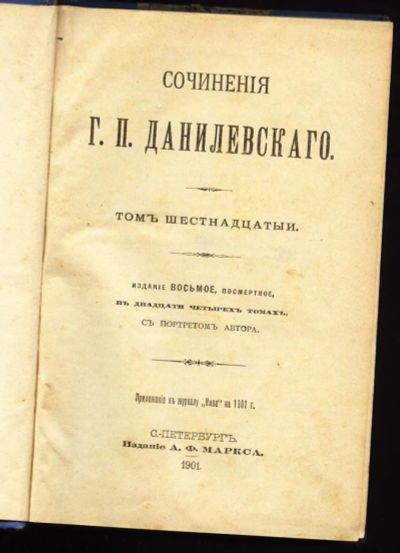 СОЧИНЕНІЯ
Г. П. ДАНИЛЕВСКАГО.
ТОМЪ ШЕСТНАДЦАТЫЙ.
ИЗДАНІЕ ВОСЬМОЕ, ПОСМЕРТНОЕ,
ВЪ ДВАДЦАТИ ЧЕТЫРЕХЪ ТОМАХЪ,
СЪ ПОРТРЕТОМЪ АВТОРА.
Приложеніе къ журналу „Нива" на 1901 г.
С.-ПЕТЕРБУРГЪ.
Изданіе А. Ф. МАРКСА.
1901.